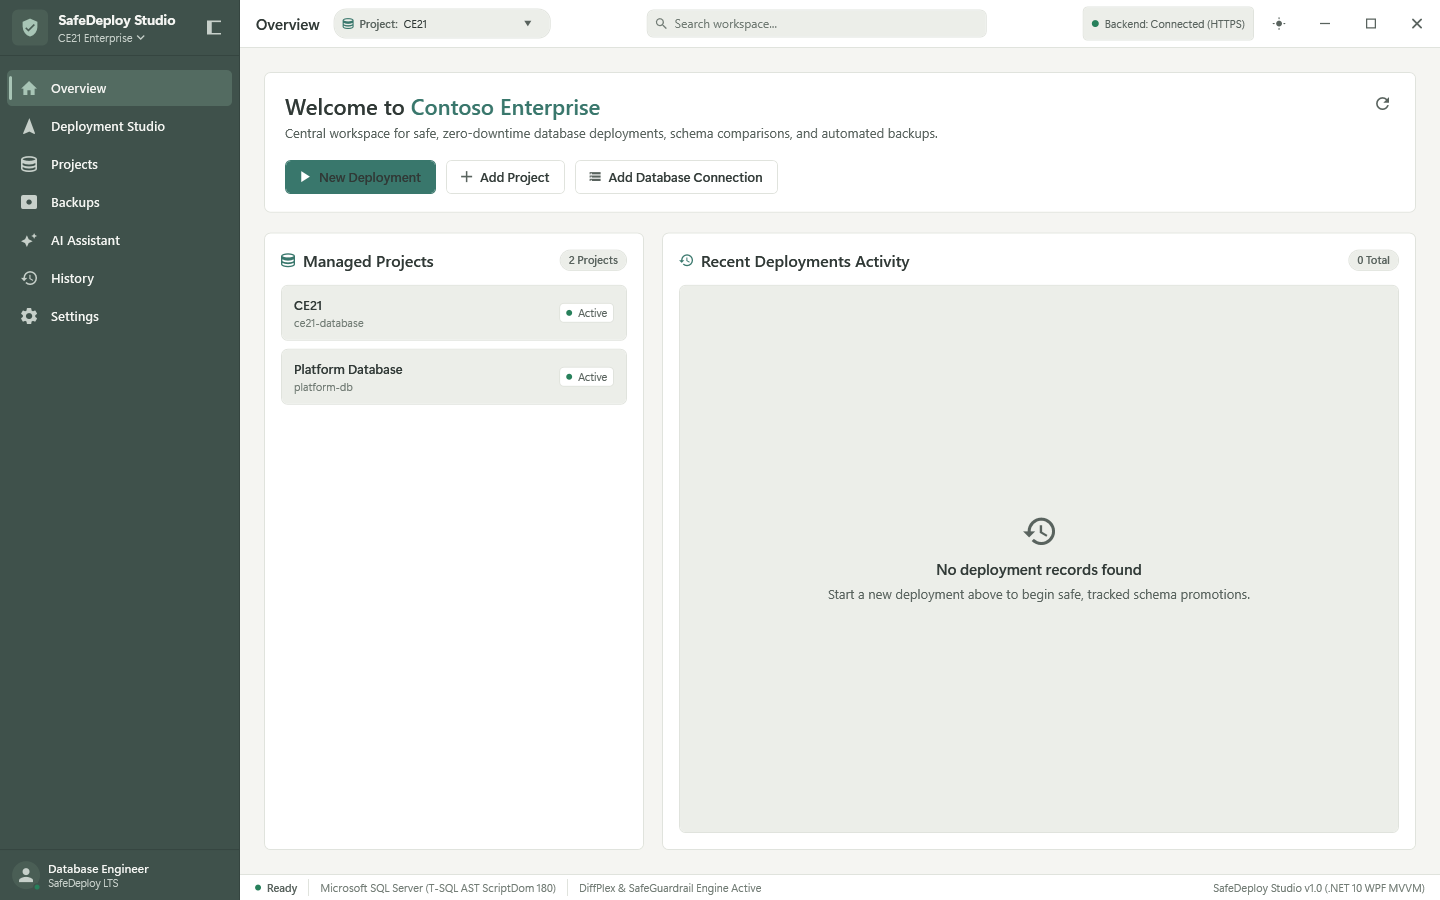 SafeDeploy Studio
CE21 Enterprise
Overview
Project: CE21
Search workspace...
Backend: Connected (HTTPS)
Overview
Deployment Studio
Projects
Backups
AI Assistant
History
Settings
Database Engineer
SafeDeploy LTS
Welcome to Contoso Enterprise
Central workspace for safe, zero-downtime database deployments, schema comparisons, and automated backups.
New Deployment
Add Project
Add Database Connection
Managed Projects
2 Projects
CE21
ce21-database
Active
Platform Database
platform-db
Active
Recent Deployments Activity
0 Total
No deployment records found
Start a new deployment above to begin safe, tracked schema promotions.
Ready
Microsoft SQL Server (T-SQL AST ScriptDom 180)
DiffPlex & SafeGuardrail Engine Active
SafeDeploy Studio v1.0 (.NET 10 WPF MVVM)